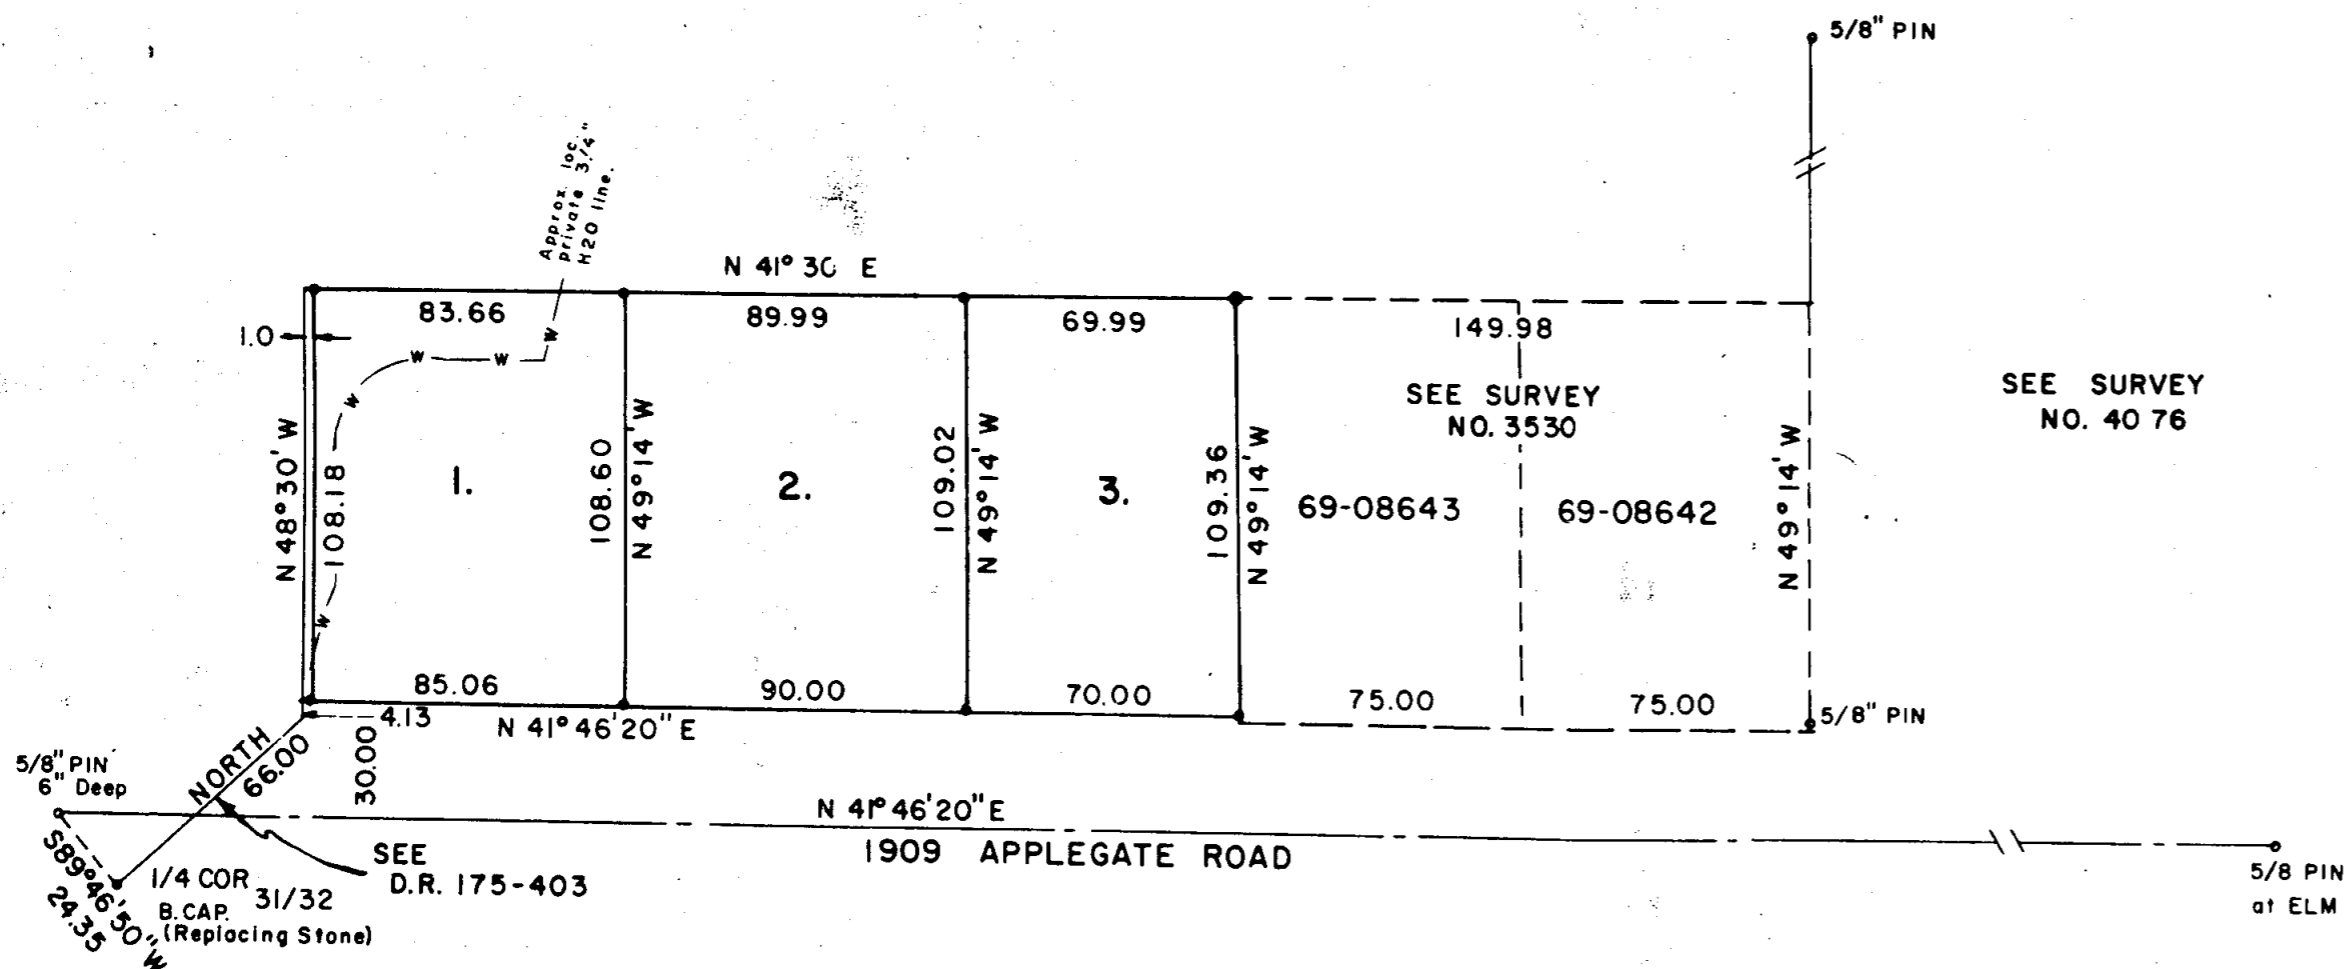 5/8" PIN
Approx. loc.
private 3/4"
H20 line.
N 41° 30 E
83.66
89.99
69.99
149.98
1.0
W
W
W
W
W
SEE SURVEY
NO. 3530
SEE SURVEY
NO. 4076
N 48° 30' W
108.18
1.
108.60
N 49° 14' W
2.
109.02
N 49° 14' W
3.
109.36
N 49° 14' W
69-08643
69-08642
N 49° 14' W
85.06
90.00
70.00
75.00
75.00
5/8" PIN
4.13
N 41° 46' 20" E
30.00
NORTH
66.00
5/8" PIN
6" Deep
N 41° 46' 20" E
1909 APPLEGATE ROAD
SEE
D.R. 175-403
S89°46'50"W
24.35
1/4 COR 31/32
B. CAP.
(Replacing Stone)
5/8 PIN
at ELM